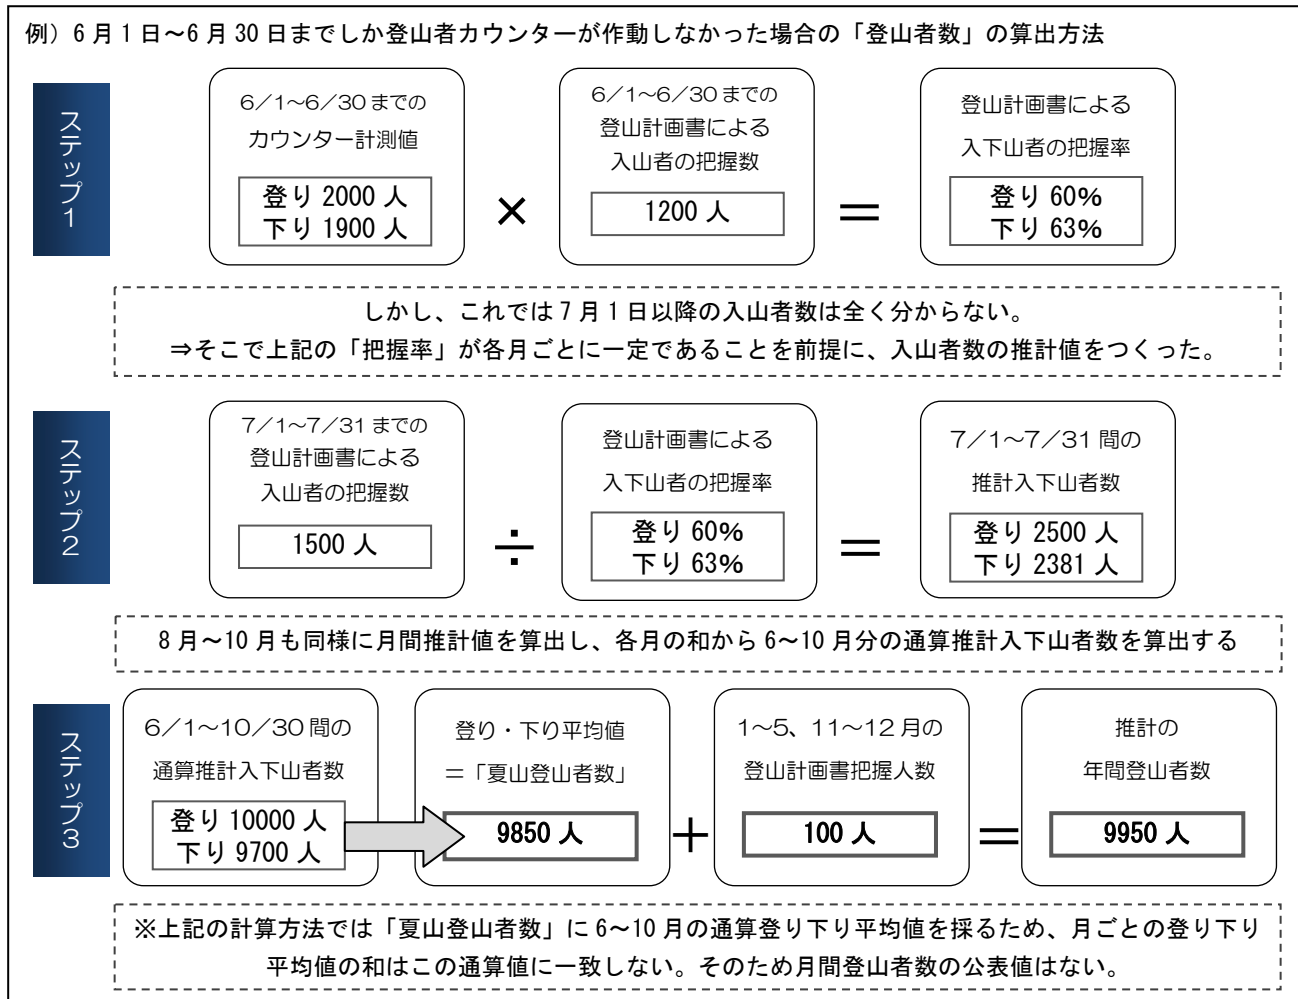 例）6月1日～6月30日までしか登山者カウンターが作動しなかった場合の「登山者数」の算出方法
ステップ1
6／1～6／30までの
カウンター計測値
登り 2000 人
下り 1900 人
×
6／1～6／30までの
登山計画書による
入山者の把握数
1200 人
＝
登山計画書による
入下山者の把握率
登り 60%
下り 63%
しかし、これでは7月1日以降の入山者数は全く分からない。
⇒そこで上記の「把握率」が各月ごとに一定であることを前提に、入山者数の推計値をつくった。
ステップ2
7／1～7／31までの
登山計画書による
入山者の把握数
1500 人
÷
登山計画書による
入下山者の把握率
登り 60%
下り 63%
＝
7／1～7／31間の
推計入下山者数
登り 2500 人
下り 2381 人
8月～10月も同様に月間推計値を算出し、各月の和から6～10月分の通算推計入下山者数を算出する
ステップ3
6／1～10／30間の
通算推計入下山者数
登り 10000 人
下り 9700 人
登り・下り平均値
＝「夏山登山者数」
9850 人
＋
1～5、11～12月の
登山計画書把握人数
100 人
＝
推計の
年間登山者数
9950 人
※上記の計算方法では「夏山登山者数」に6～10月の通算登り下り平均値を採るため、月ごとの登り下り
平均値の和はこの通算値に一致しない。そのため月間登山者数の公表値はない。